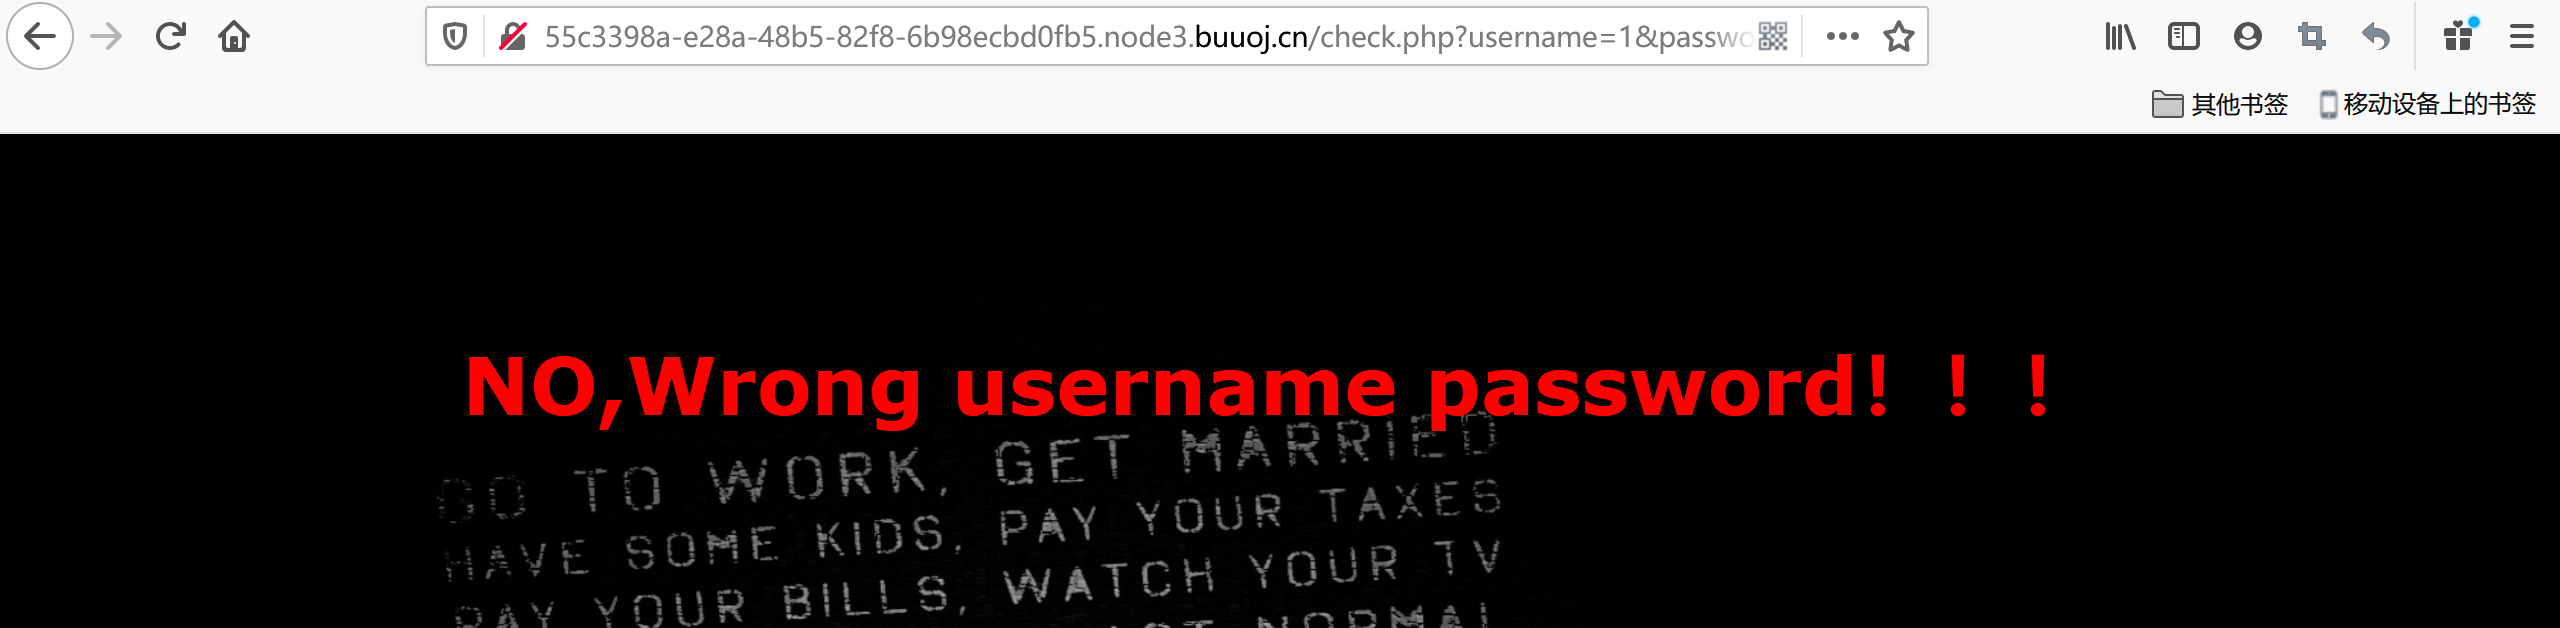 55c3398a-e28a-48b5-82f8-6b98ecbd0fb5.node3.buuoj.cn/check.php?username=1&passwo
其他书签 移动设备上的书签
NO,Wrong username password！！！
GO TO WORK, GET MARRIED
HAVE SOME KIDS, PAY YOUR TAXES
PAY YOUR BILLS, WATCH YOUR TV
ACT NORMAL